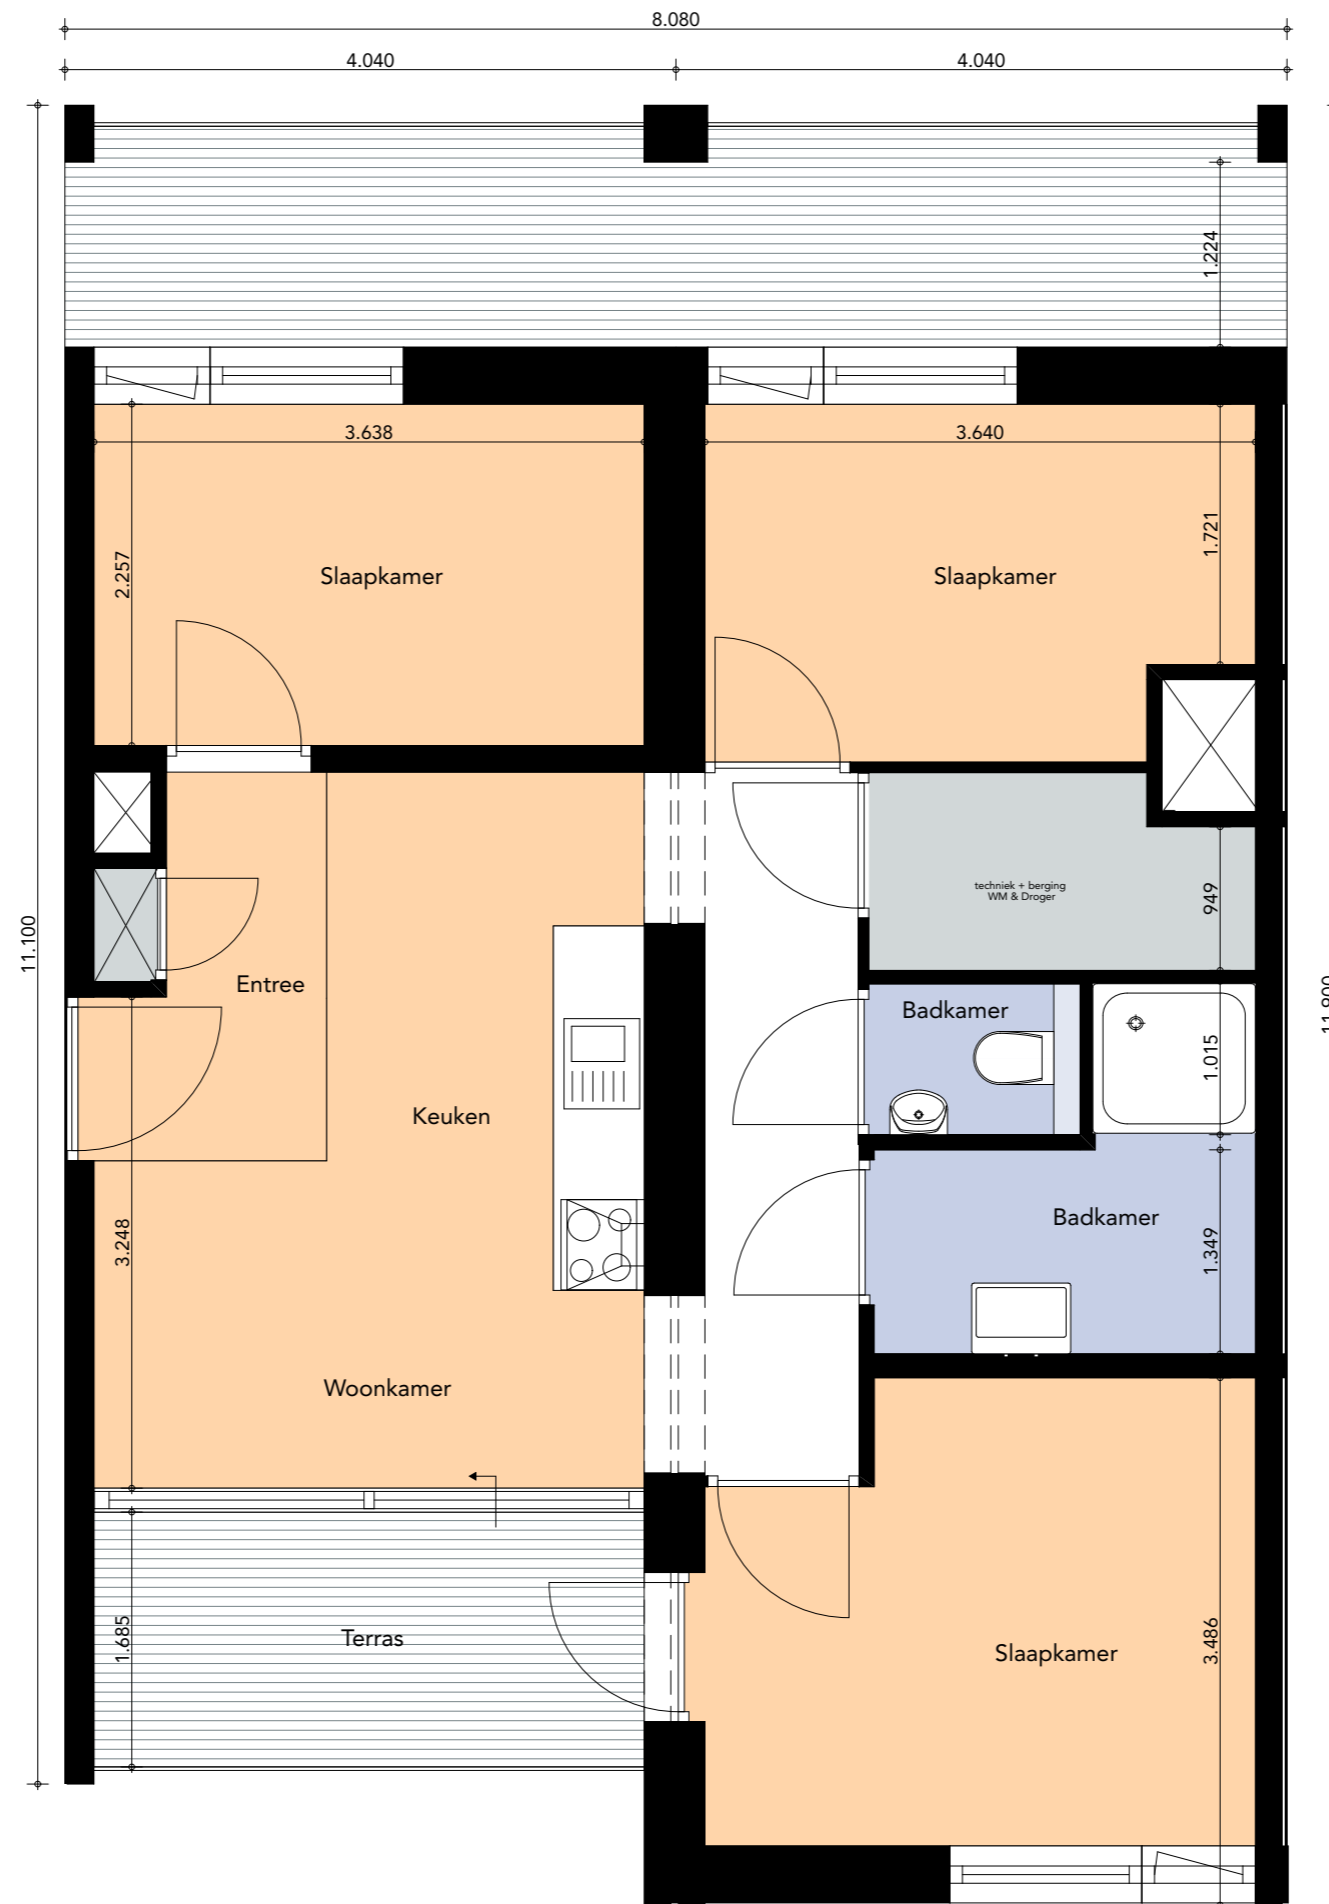 8.080
4.040
4.040
1.224
3.638
3.640
1.721
2.257
Slaapkamer
Slaapkamer
techniek + berging
WM & Droger
949
11.100
Entree
Badkamer
1.015
Keuken
Badkamer
3.248
1.349
Woonkamer
Terras
1.685
Slaapkamer
3.486